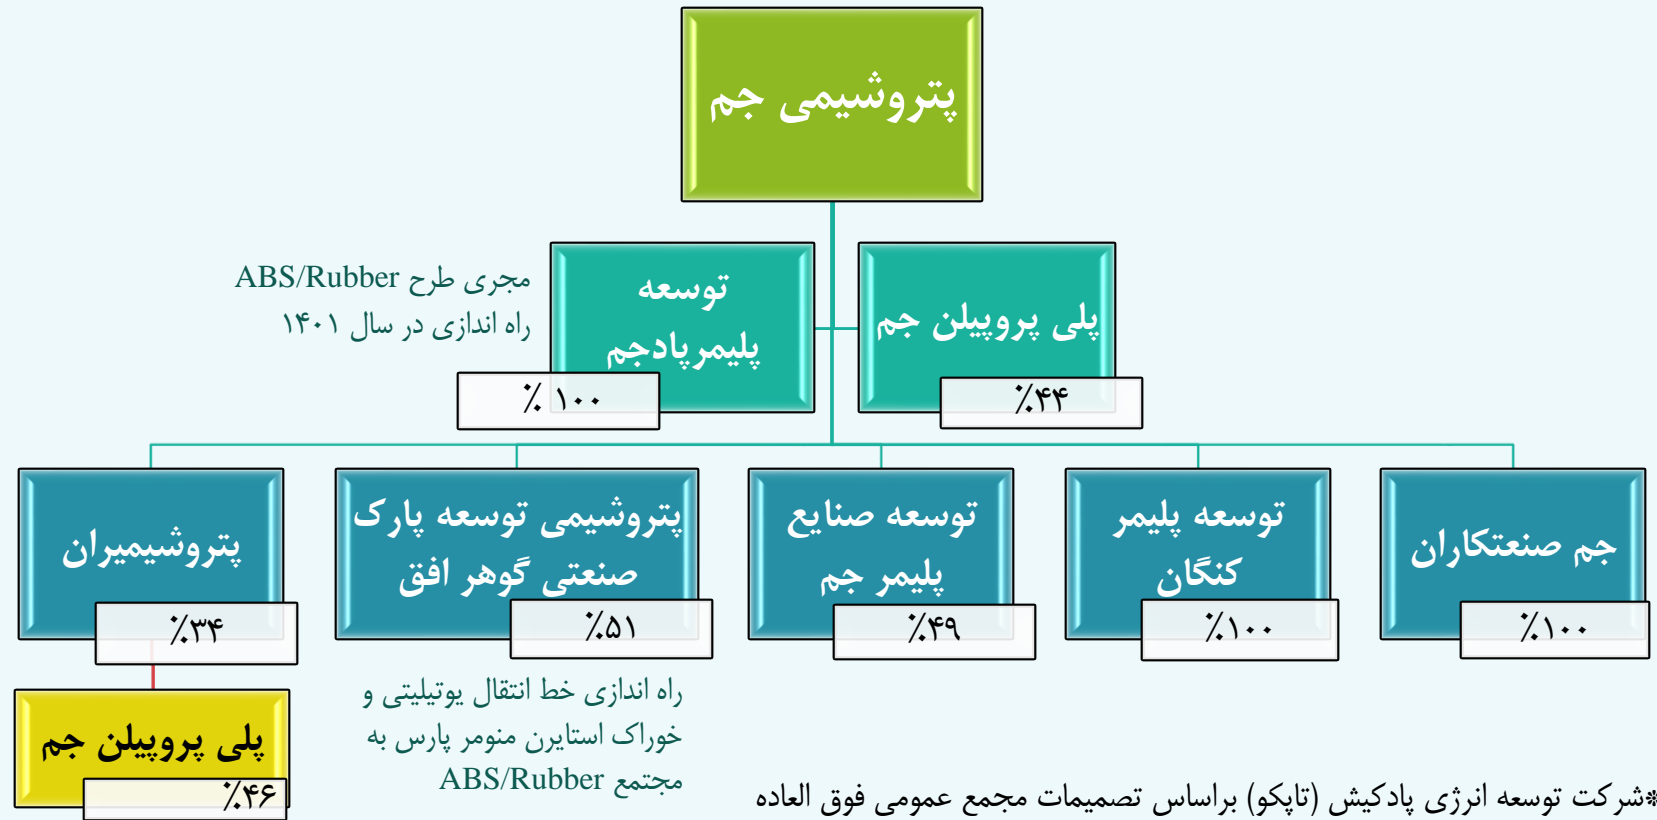 پتروشیمی جم
پلی پروپیلن جم
٪۴۴
توسعه
پلیمرپادجم
٪ ۱۰۰
مجری طرح ABS/Rubber
راه اندازی در سال ۱۴۰۱
جم صنعتکاران
٪۱۰۰
توسعه پلیمر
کنگان
٪۱۰۰
توسعه صنایع
پلیمر جم
٪۴۹
پتروشیمی توسعه پارک
صنعتی گوهر افق
٪۵۱
پتروشیمیران
٪۳۴
راه اندازی خط انتقال یوتیلیتی و
خوراک استایرن منومر پارس به
مجتمع ABS/Rubber
پلی پروپیلن جم
٪۴۶
*شرکت توسعه انرژی پادکیش (تاپکو) براساس تصمیمات مجمع عمومی فوق العاده